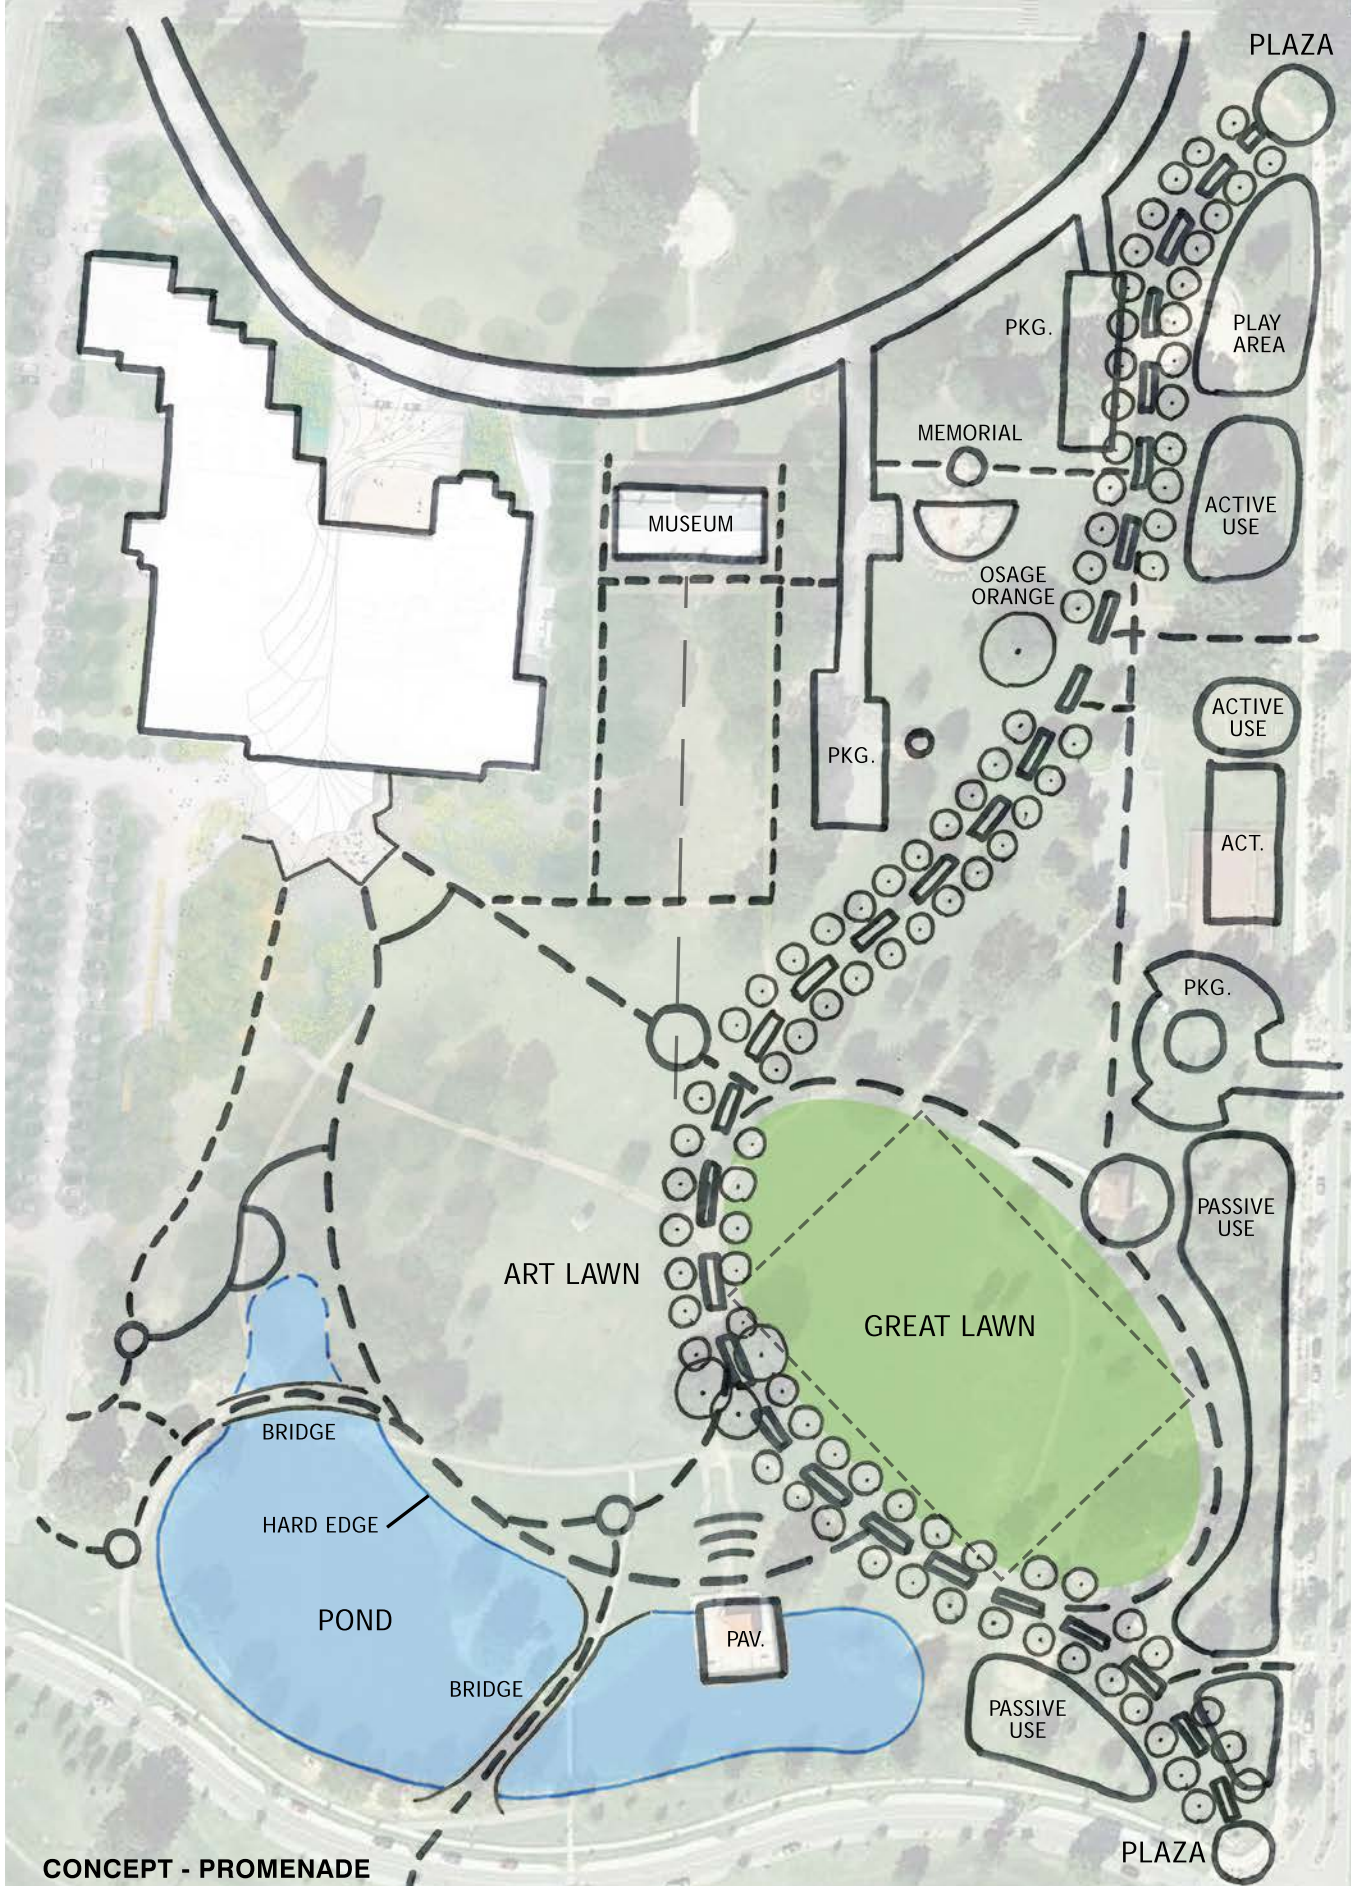 PLAZA
PKG.
PLAY
AREA
MEMORIAL
ACTIVE
USE
MUSEUM
OSAGE
ORANGE
ACTIVE
USE
PKG.
ACT.
PKG.
PASSIVE
USE
ART LAWN
GREAT LAWN
BRIDGE
HARD EDGE
POND
PAV.
BRIDGE
PASSIVE
USE
PLAZA
CONCEPT - PROMENADE